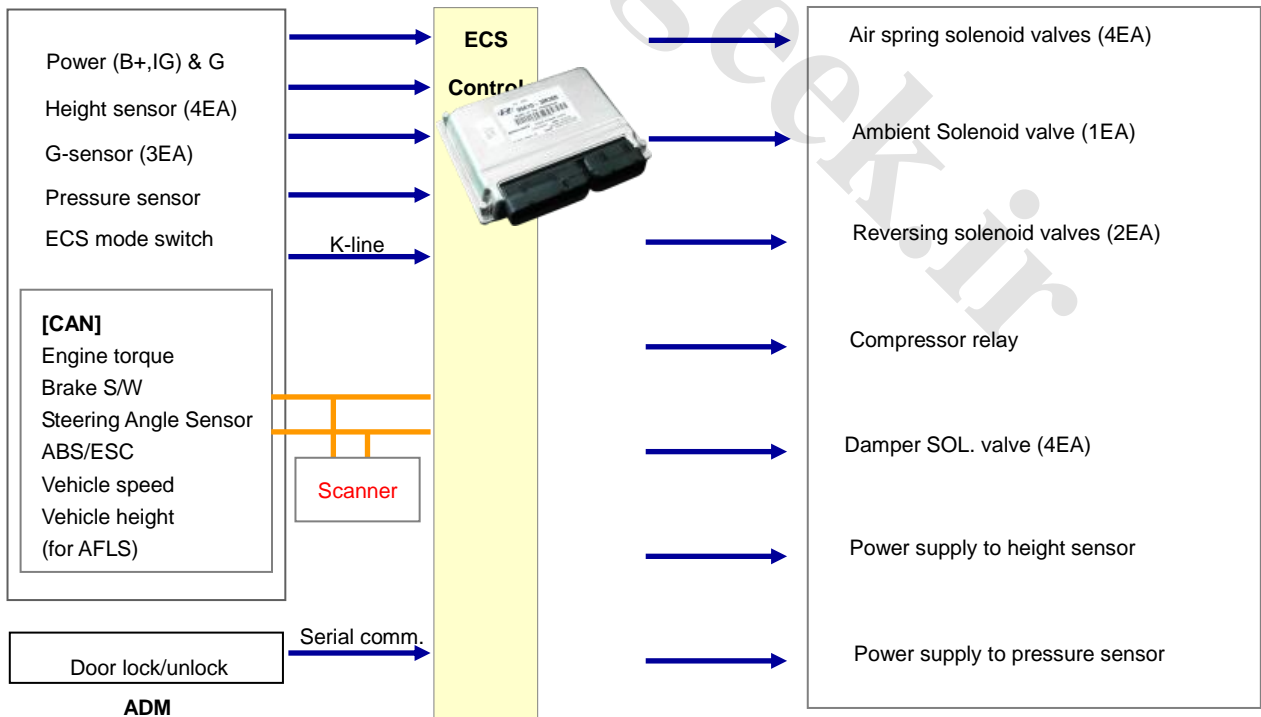 Power (B+,IG) & G
Height sensor (4EA)
G-sensor (3EA)
Pressure sensor
ECS mode switch
K-line
[CAN]
Engine torque
Brake S/W
Steering Angle Sensor
ABS/ESC
Vehicle speed
Vehicle height
(for AFLS)
Scanner
Serial comm.
Door lock/unlock
ADM
ECS
Control
Air spring solenoid valves (4EA)
Ambient Solenoid valve (1EA)
Reversing solenoid valves (2EA)
Compressor relay
Damper SOL. valve (4EA)
Power supply to height sensor
Power supply to pressure sensor
geek.ir